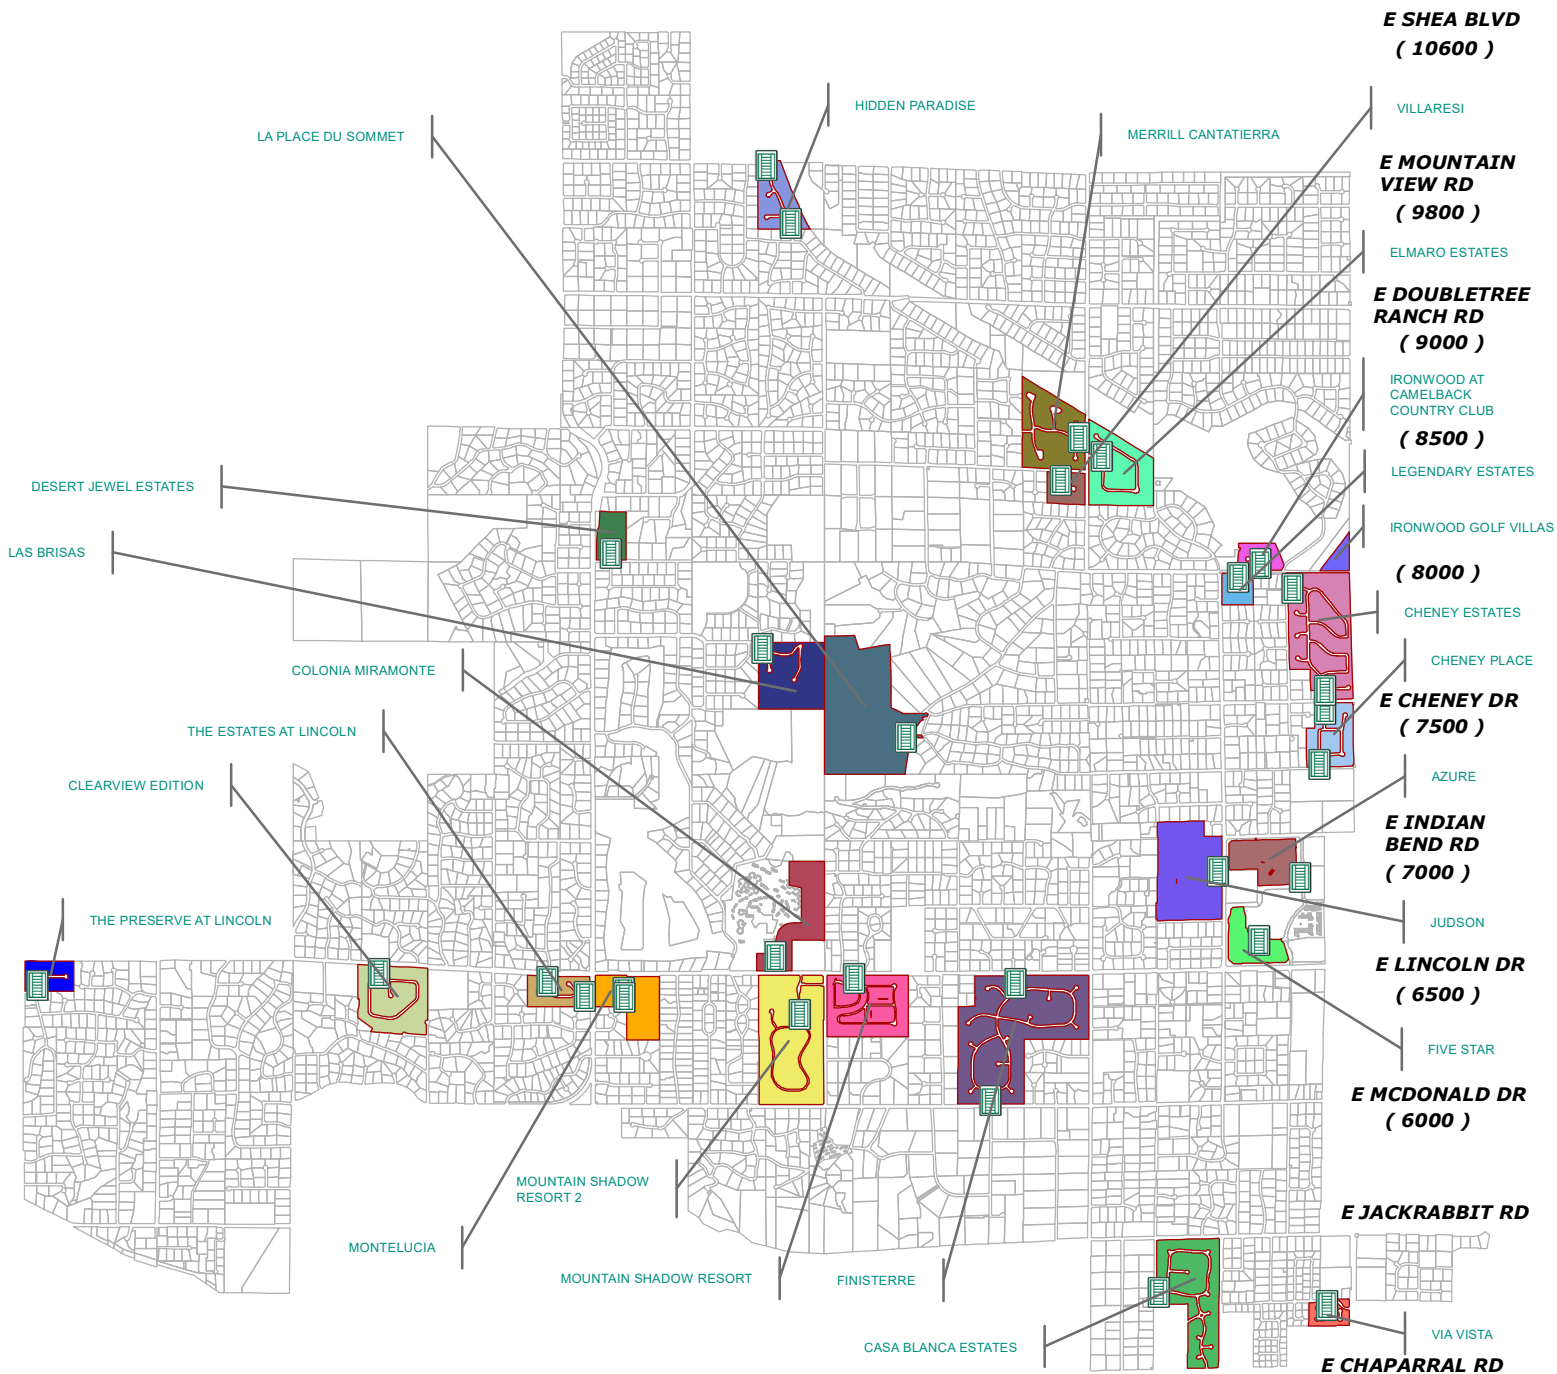 E SHEA BLVD
( 10600 )
HIDDEN PARADISE
VILLARESI
LA PLACE DU SOMMET
MERRILL CANTATIERRA
E MOUNTAIN
VIEW RD
( 9800 )
ELMARO ESTATES
E DOUBLETREE
RANCH RD
( 9000 )
IRONWOOD AT
CAMELBACK
COUNTRY CLUB
( 8500 )
LEGENDARY ESTATES
DESERT JEWEL ESTATES
IRONWOOD GOLF VILLAS
LAS BRISAS
( 8000 )
CHENEY ESTATES
CHENEY PLACE
COLONIA MIRAMONTE
E CHENEY DR
( 7500 )
THE ESTATES AT LINCOLN
AZURE
CLEARVIEW EDITION
E INDIAN
BEND RD
( 7000 )
THE PRESERVE AT LINCOLN
JUDSON
E LINCOLN DR
( 6500 )
FIVE STAR
E MCDONALD DR
( 6000 )
MOUNTAIN SHADOW
RESORT 2
E JACKRABBIT RD
MONTELUCIA
MOUNTAIN SHADOW RESORT
FINISTERRE
VIA VISTA
CASA BLANCA ESTATES
E CHAPARRAL RD